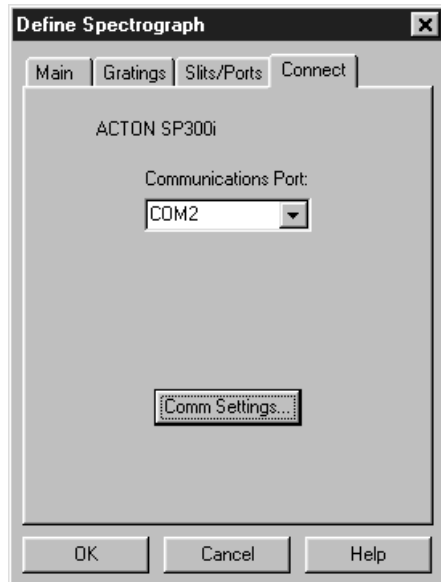 Define Spectrograph
Main Gratings Slits/Ports Connect
ACTON SP300i
Communications Port:
COM2
Comm Settings...
OK Cancel Help